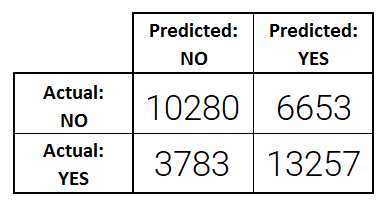 Predicted: Predicted:
NO YES
Actual:
NO 10280 6653
Actual:
YES 3783 13257